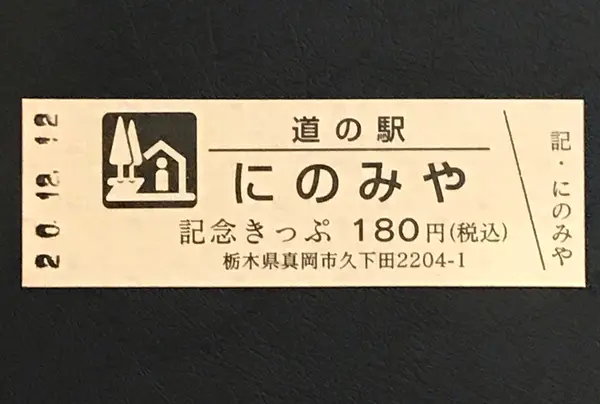 20.12.12
道の駅
にのみや
記念きっぷ 180円(税込)
栃木県真岡市久下田2204-1
記・にのみや